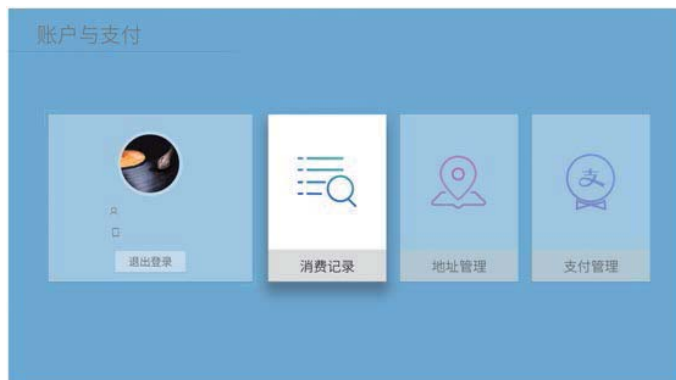 账户与支付
退出登录
消费记录
地址管理
支付管理
支